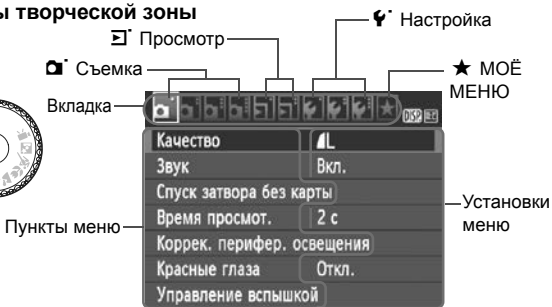 ы творческой зоны
Настройка
Просмотр
Съемка
★ МОЁ
МЕНЮ
Вкладка
DISP
Качество L
Звук Вкл.
Спуск затвора без карты
Время просмот. 2 с
Коррек. перифер. освещения
Красные глаза Откл.
Управление вспышкой
Пункты меню
Установки
меню